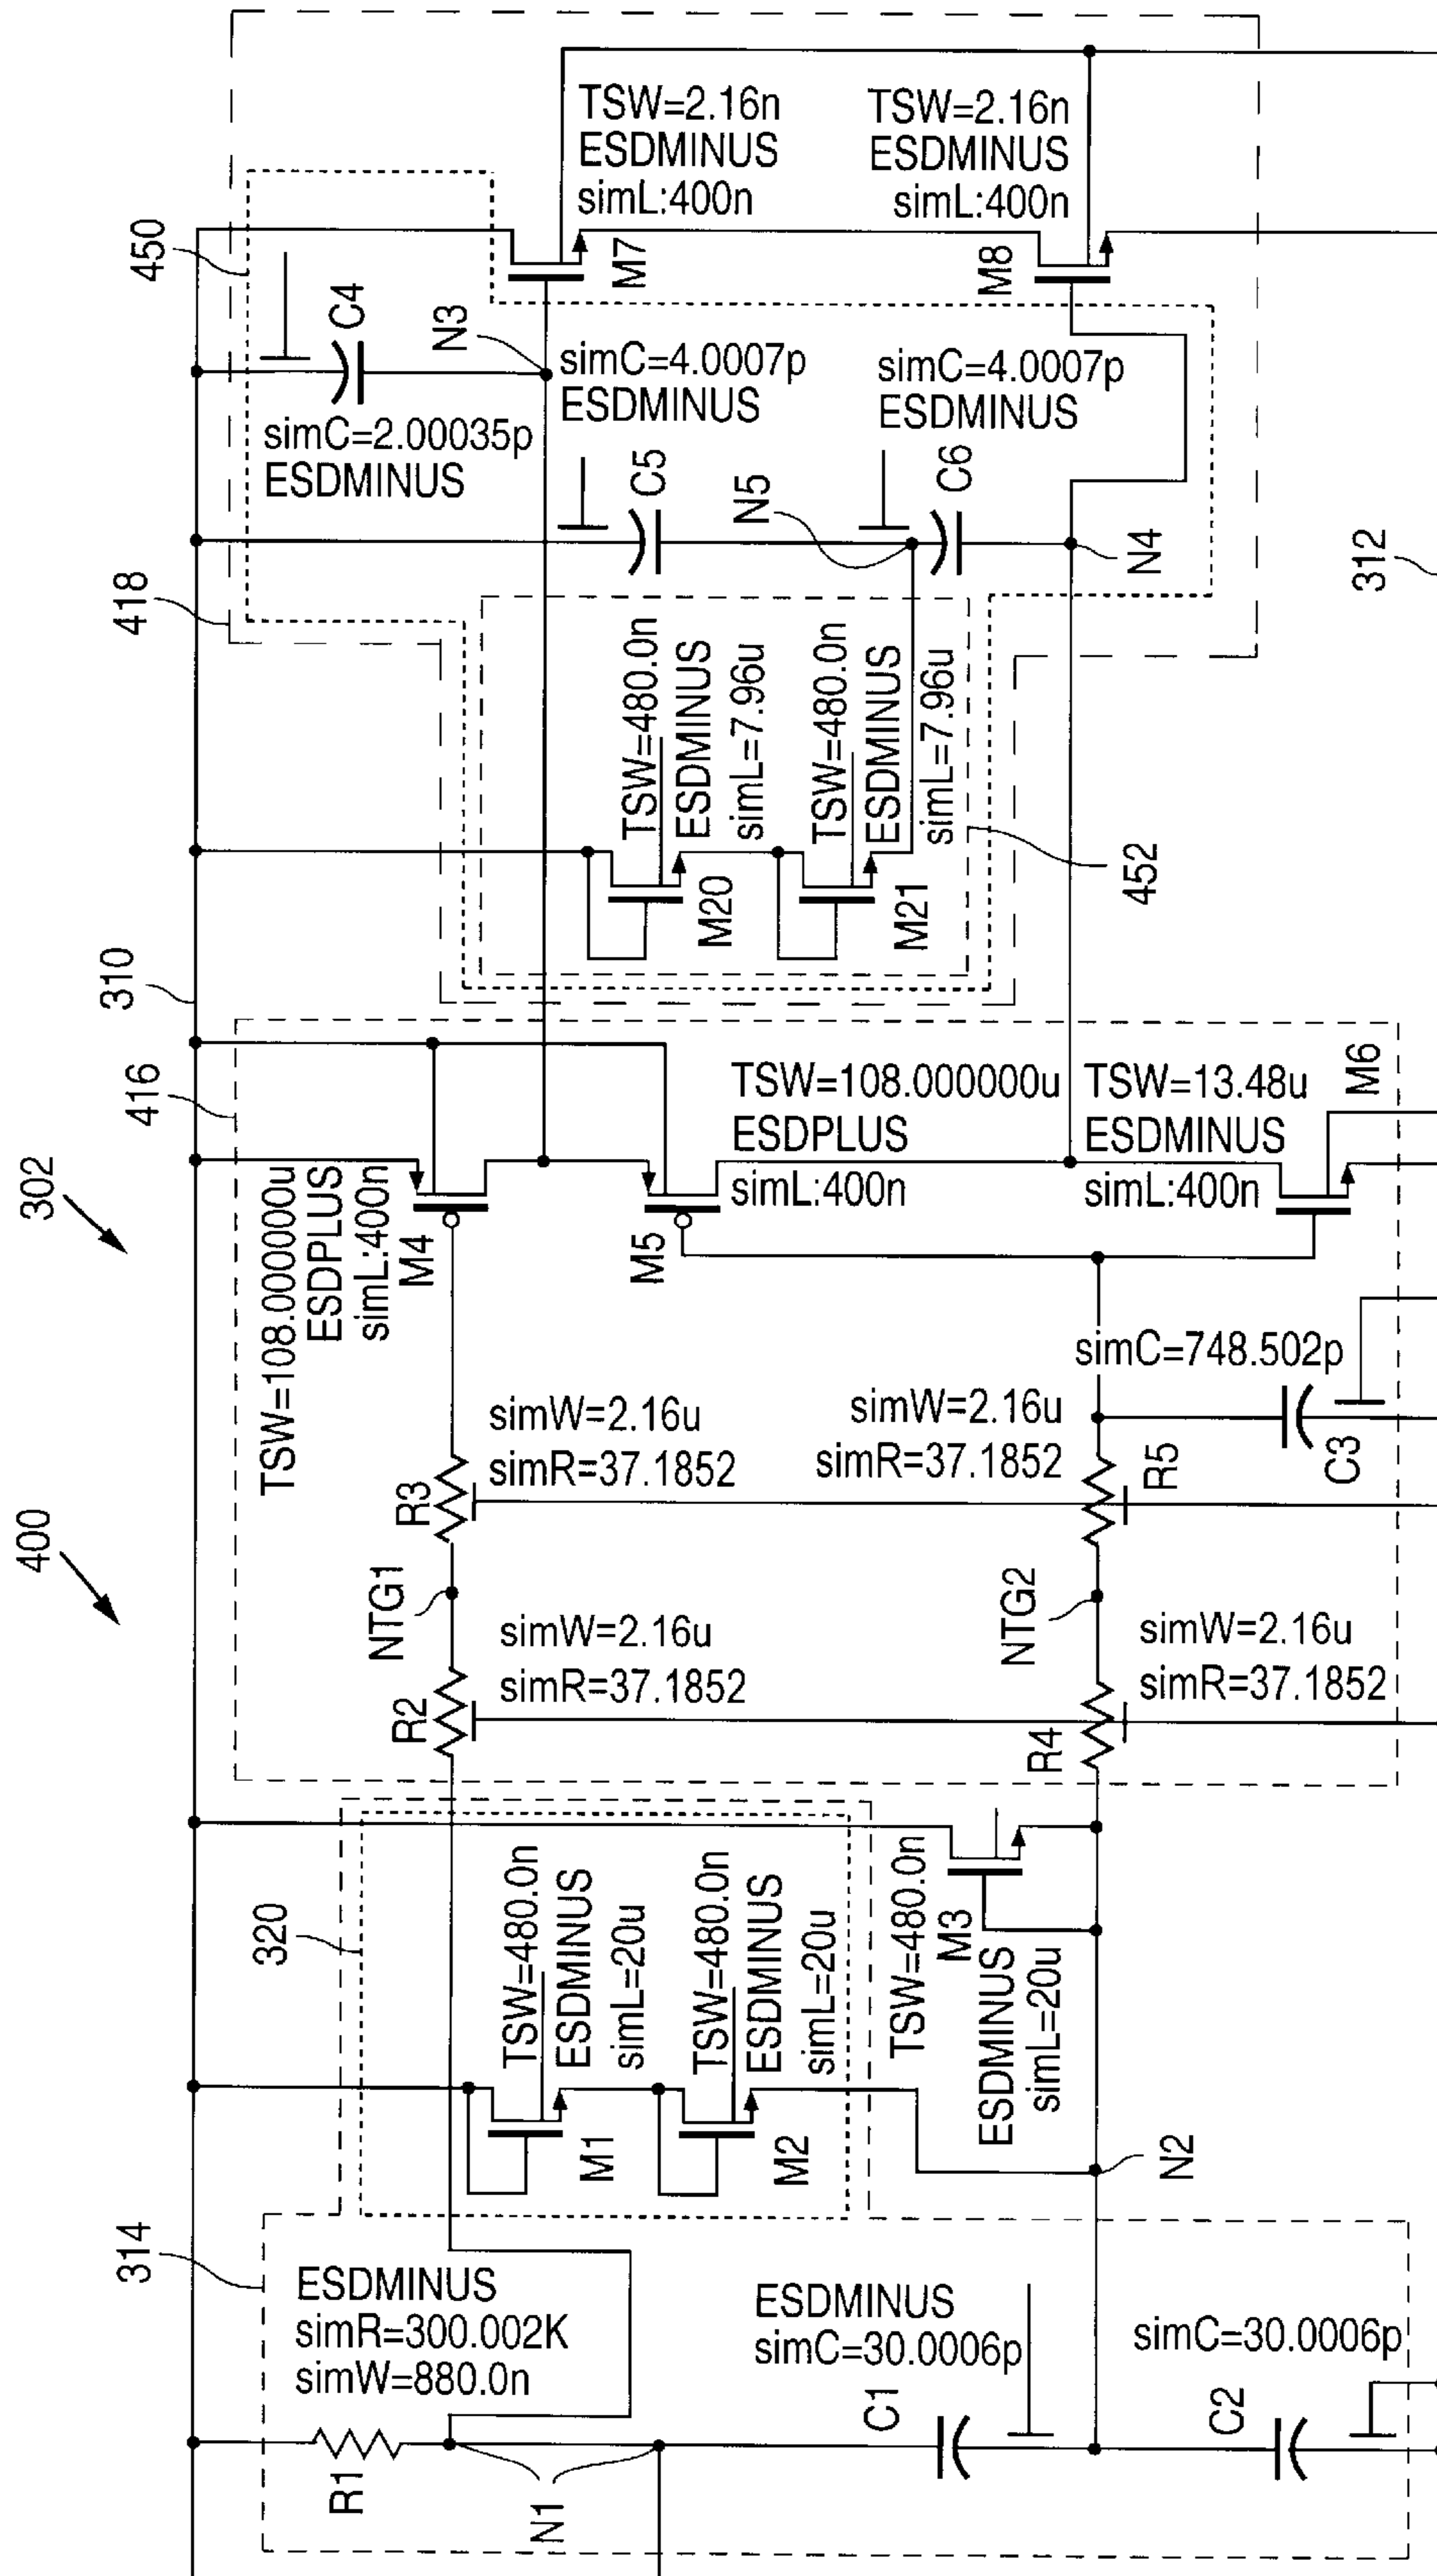 400
302
310
418
450
416
314
320
452
312
TSW=2.16n
ESDMINUS
simL:400n
M7
TSW=2.16n
ESDMINUS
simL:400n
M8
C4
simC=2.00035p
ESDMINUS
N3
simC=4.0007p
ESDMINUS
C5
N5
simC=4.0007p
ESDMINUS
C6
N4
TSW=480.0n
ESDMINUS
simL=7.96u
M20
TSW=480.0n
ESDMINUS
simL=7.96u
M21
TSW=108.000000u
ESDPLUS
simL:400n
M4
TSW=108.000000u
ESDPLUS
simL:400n
M5
TSW=13.48u
ESDMINUS
simL:400n
M6
simC=748.502p
C3
simW=2.16u
simR=37.1852
R3
simW=2.16u
simR=37.1852
R5
NTG1
NTG2
simW=2.16u
simR=37.1852
R2
simW=2.16u
simR=37.1852
R4
TSW=480.0n
ESDMINUS
simL=20u
M1
TSW=480.0n
ESDMINUS
simL=20u
M2
TSW=480.0n
M3
ESDMINUS
simL=20u
N2
ESDMINUS
simR=300.002K
simW=880.0n
R1
N1
ESDMINUS
simC=30.0006p
C1
simC=30.0006p
C2